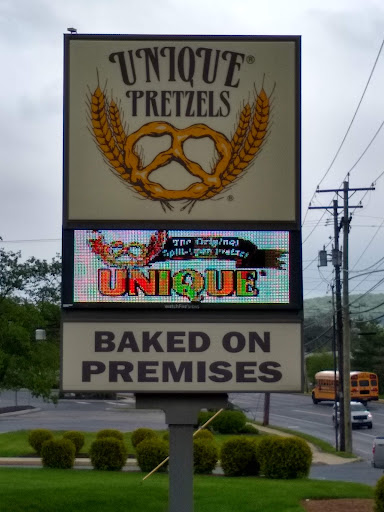 UNIQUE®
PRETZELS
®
The Original
"Split-Open" Pretzel
UNIQUE®
BAKED ON
PREMISES